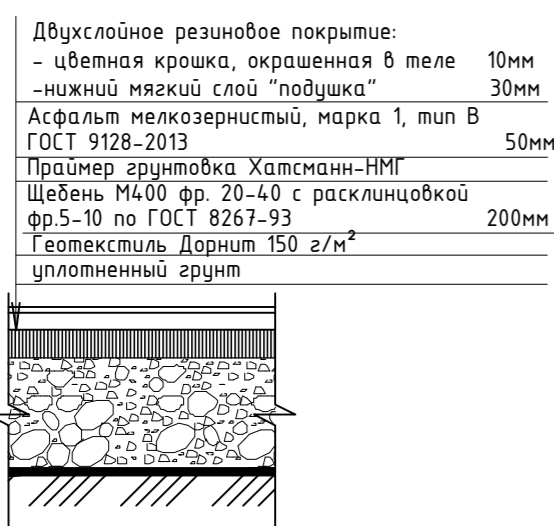 Двухслойное резиновое покрытие:
- цветная крошка, окрашенная в теле 10мм
-нижний мягкий слой "подушка" 30мм
Асфальт мелкозернистый, марка 1, тип В
ГОСТ 9128-2013 50мм
Праймер грунтовка Хатсманн-НМГ
Щебень М400 фр. 20-40 с расклинцовкой
фр.5-10 по ГОСТ 8267-93 200мм
Геотекстиль Дорнит 150 г/м²
уплотненный грунт